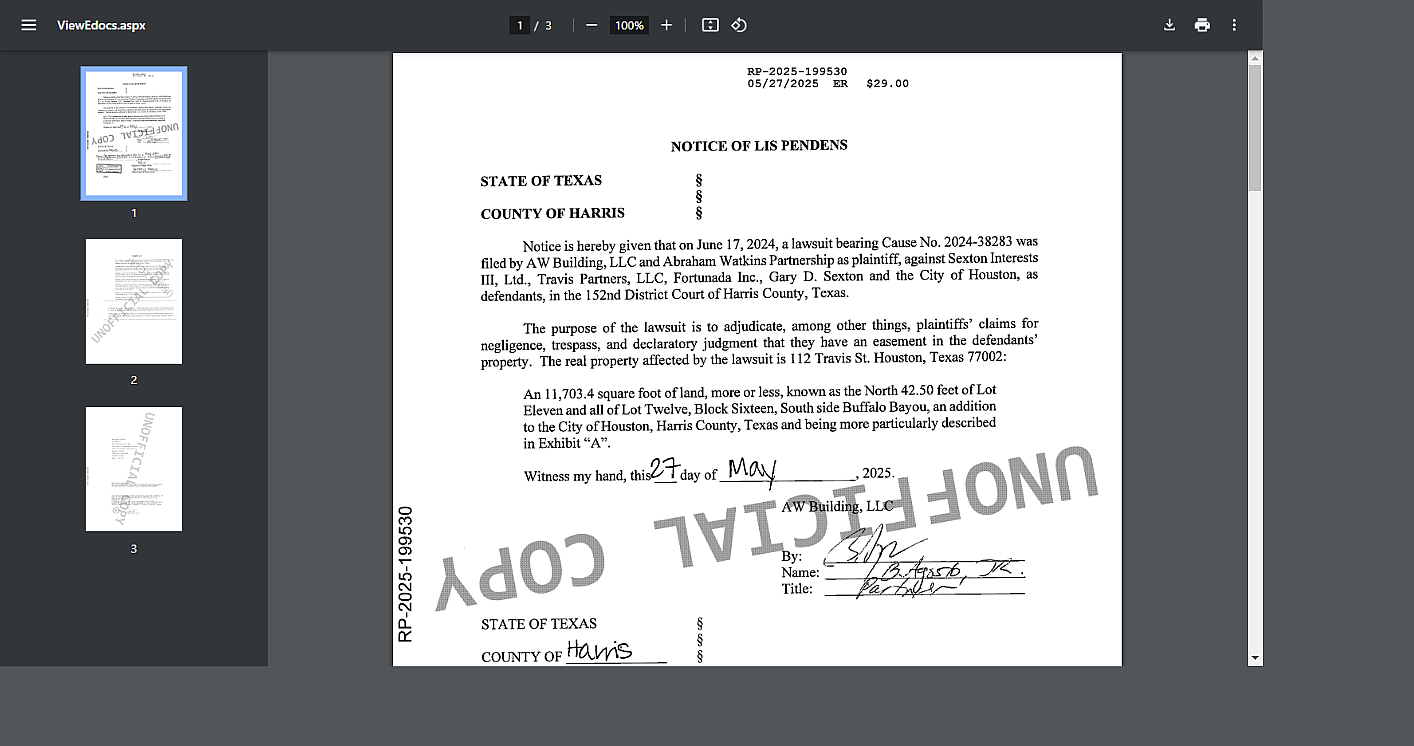 ViewEdocs.aspx
1 / 3
100%
1
2
3
RP-2025-199530
05/27/2025 ER $29.00
NOTICE OF LIS PENDENS
STATE OF TEXAS §
§
COUNTY OF HARRIS §
Notice is hereby given that on June 17, 2024, a lawsuit bearing Cause No. 2024-38283 was
filed by AW Building, LLC and Abraham Watkins Partnership as plaintiff, against Sexton Interests
III, Ltd., Travis Partners, LLC, Fortunada Inc., Gary D. Sexton and the City of Houston, as
defendants, in the 152nd District Court of Harris County, Texas.
The purpose of the lawsuit is to adjudicate, among other things, plaintiffs' claims for
negligence, trespass, and declaratory judgment that they have an easement in the defendants'
property. The real property affected by the lawsuit is 112 Travis St. Houston, Texas 77002:
An 11,703.4 square foot of land, more or less, known as the North 42.50 feet of Lot
Eleven and all of Lot Twelve, Block Sixteen, South side Buffalo Bayou, an addition
to the City of Houston, Harris County, Texas and being more particularly described
in Exhibit “A”.
Witness my hand, this 27 day of May, 2025.
AW Building, LLC
By:
Name: B. Agosto, JR.
Title: Partner
UNOFFICIAL COPY
RP-2025-199530
STATE OF TEXAS §
§
COUNTY OF Harris §